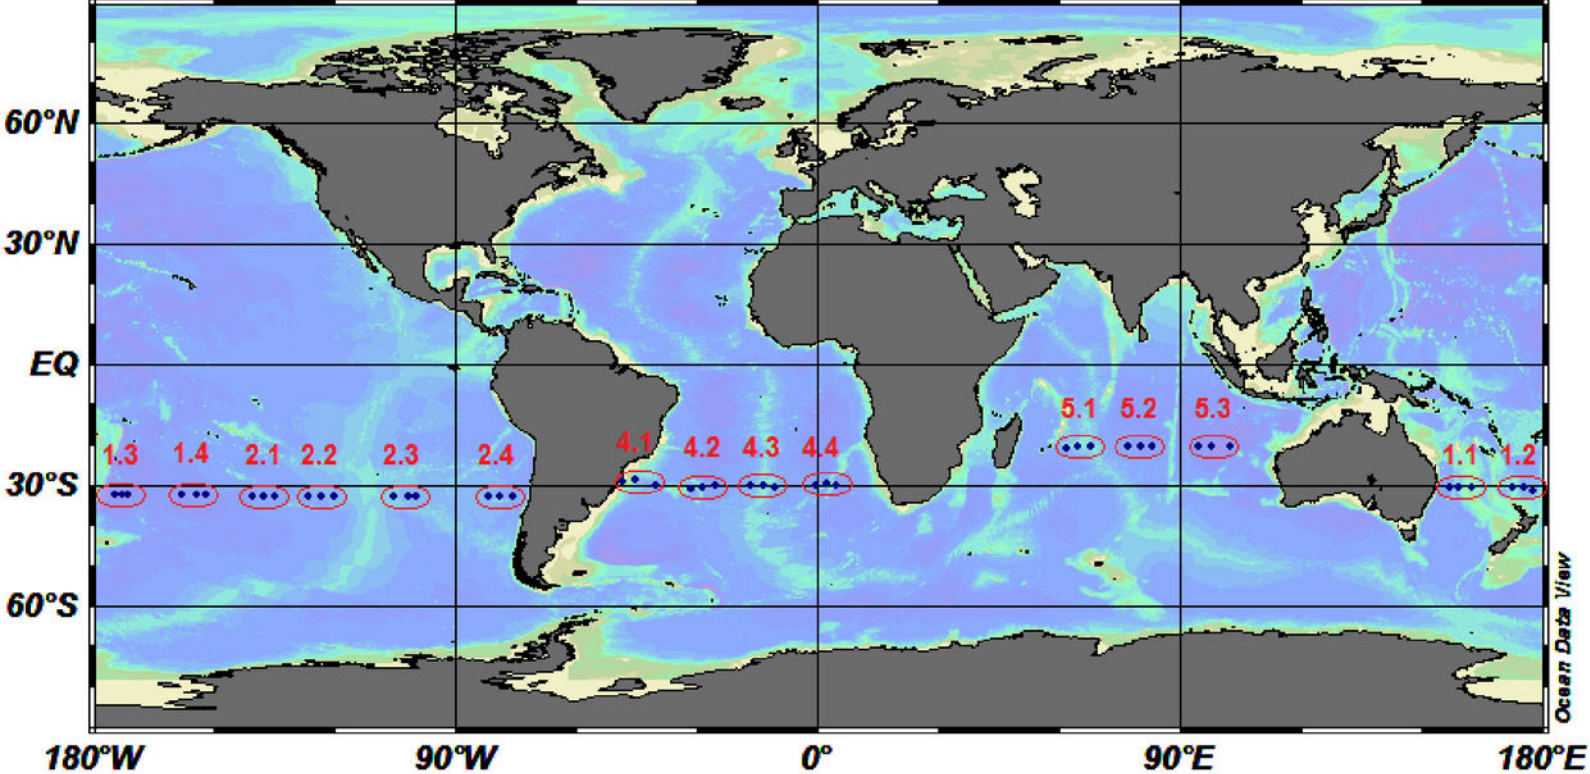 60°N
30°N
EQ
30°S
60°S
5.1 5.2 5.3
1.3 1.4 2.1 2.2 2.3 2.4 4.1 4.2 4.3 4.4 1.1 1.2
180°W 90°W 0° 90°E 180°E
Ocean Data View